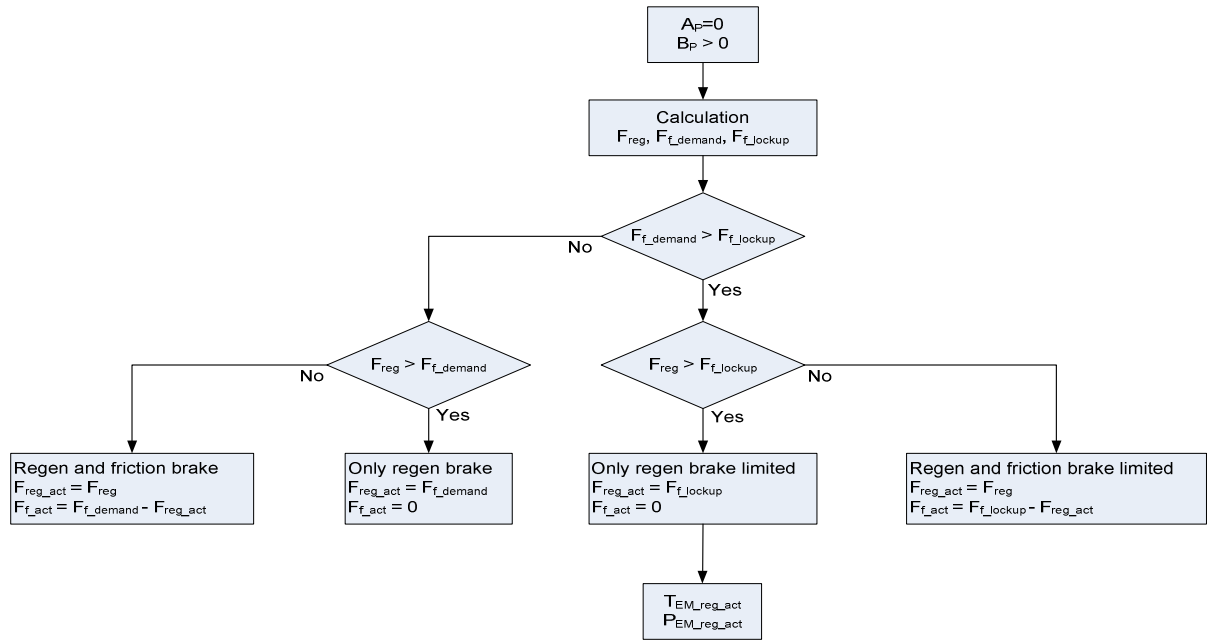 Aₚ=0
Bₚ > 0
Calculation
F_reg, F_f_demand, F_f_lockup
F_f_demand > F_f_lockup
No
Yes
F_reg > F_f_demand
F_reg > F_f_lockup
No
No
Yes
Yes
Regen and friction brake
F_reg_act = F_reg
F_f_act = F_f_demand - F_reg_act
Only regen brake
F_reg_act = F_f_demand
F_f_act = 0
Only regen brake limited
F_reg_act = F_f_lockup
F_f_act = 0
Regen and friction brake limited
F_reg_act = F_reg
F_f_act = F_f_lockup - F_reg_act
T_EM_reg_act
P_EM_reg_act